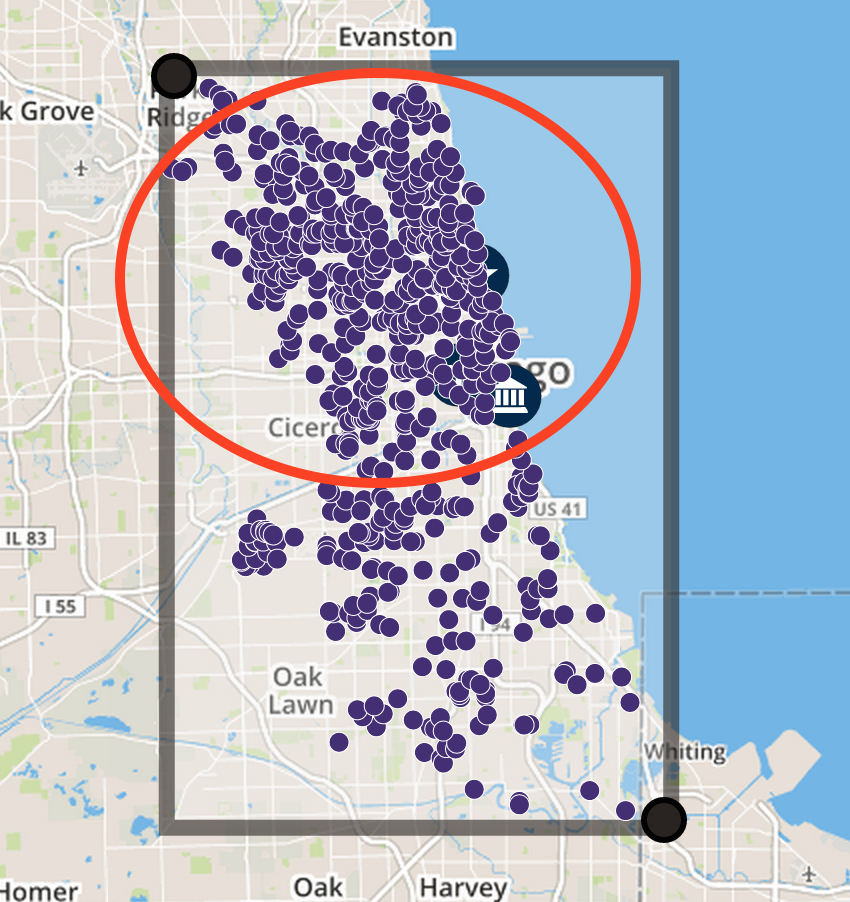 Evanston
k Grove
Ridge
go
Cicero
US 41
IL 83
I 55
I 94
Oak
Lawn
Whiting
Homer
Oak
Harvey